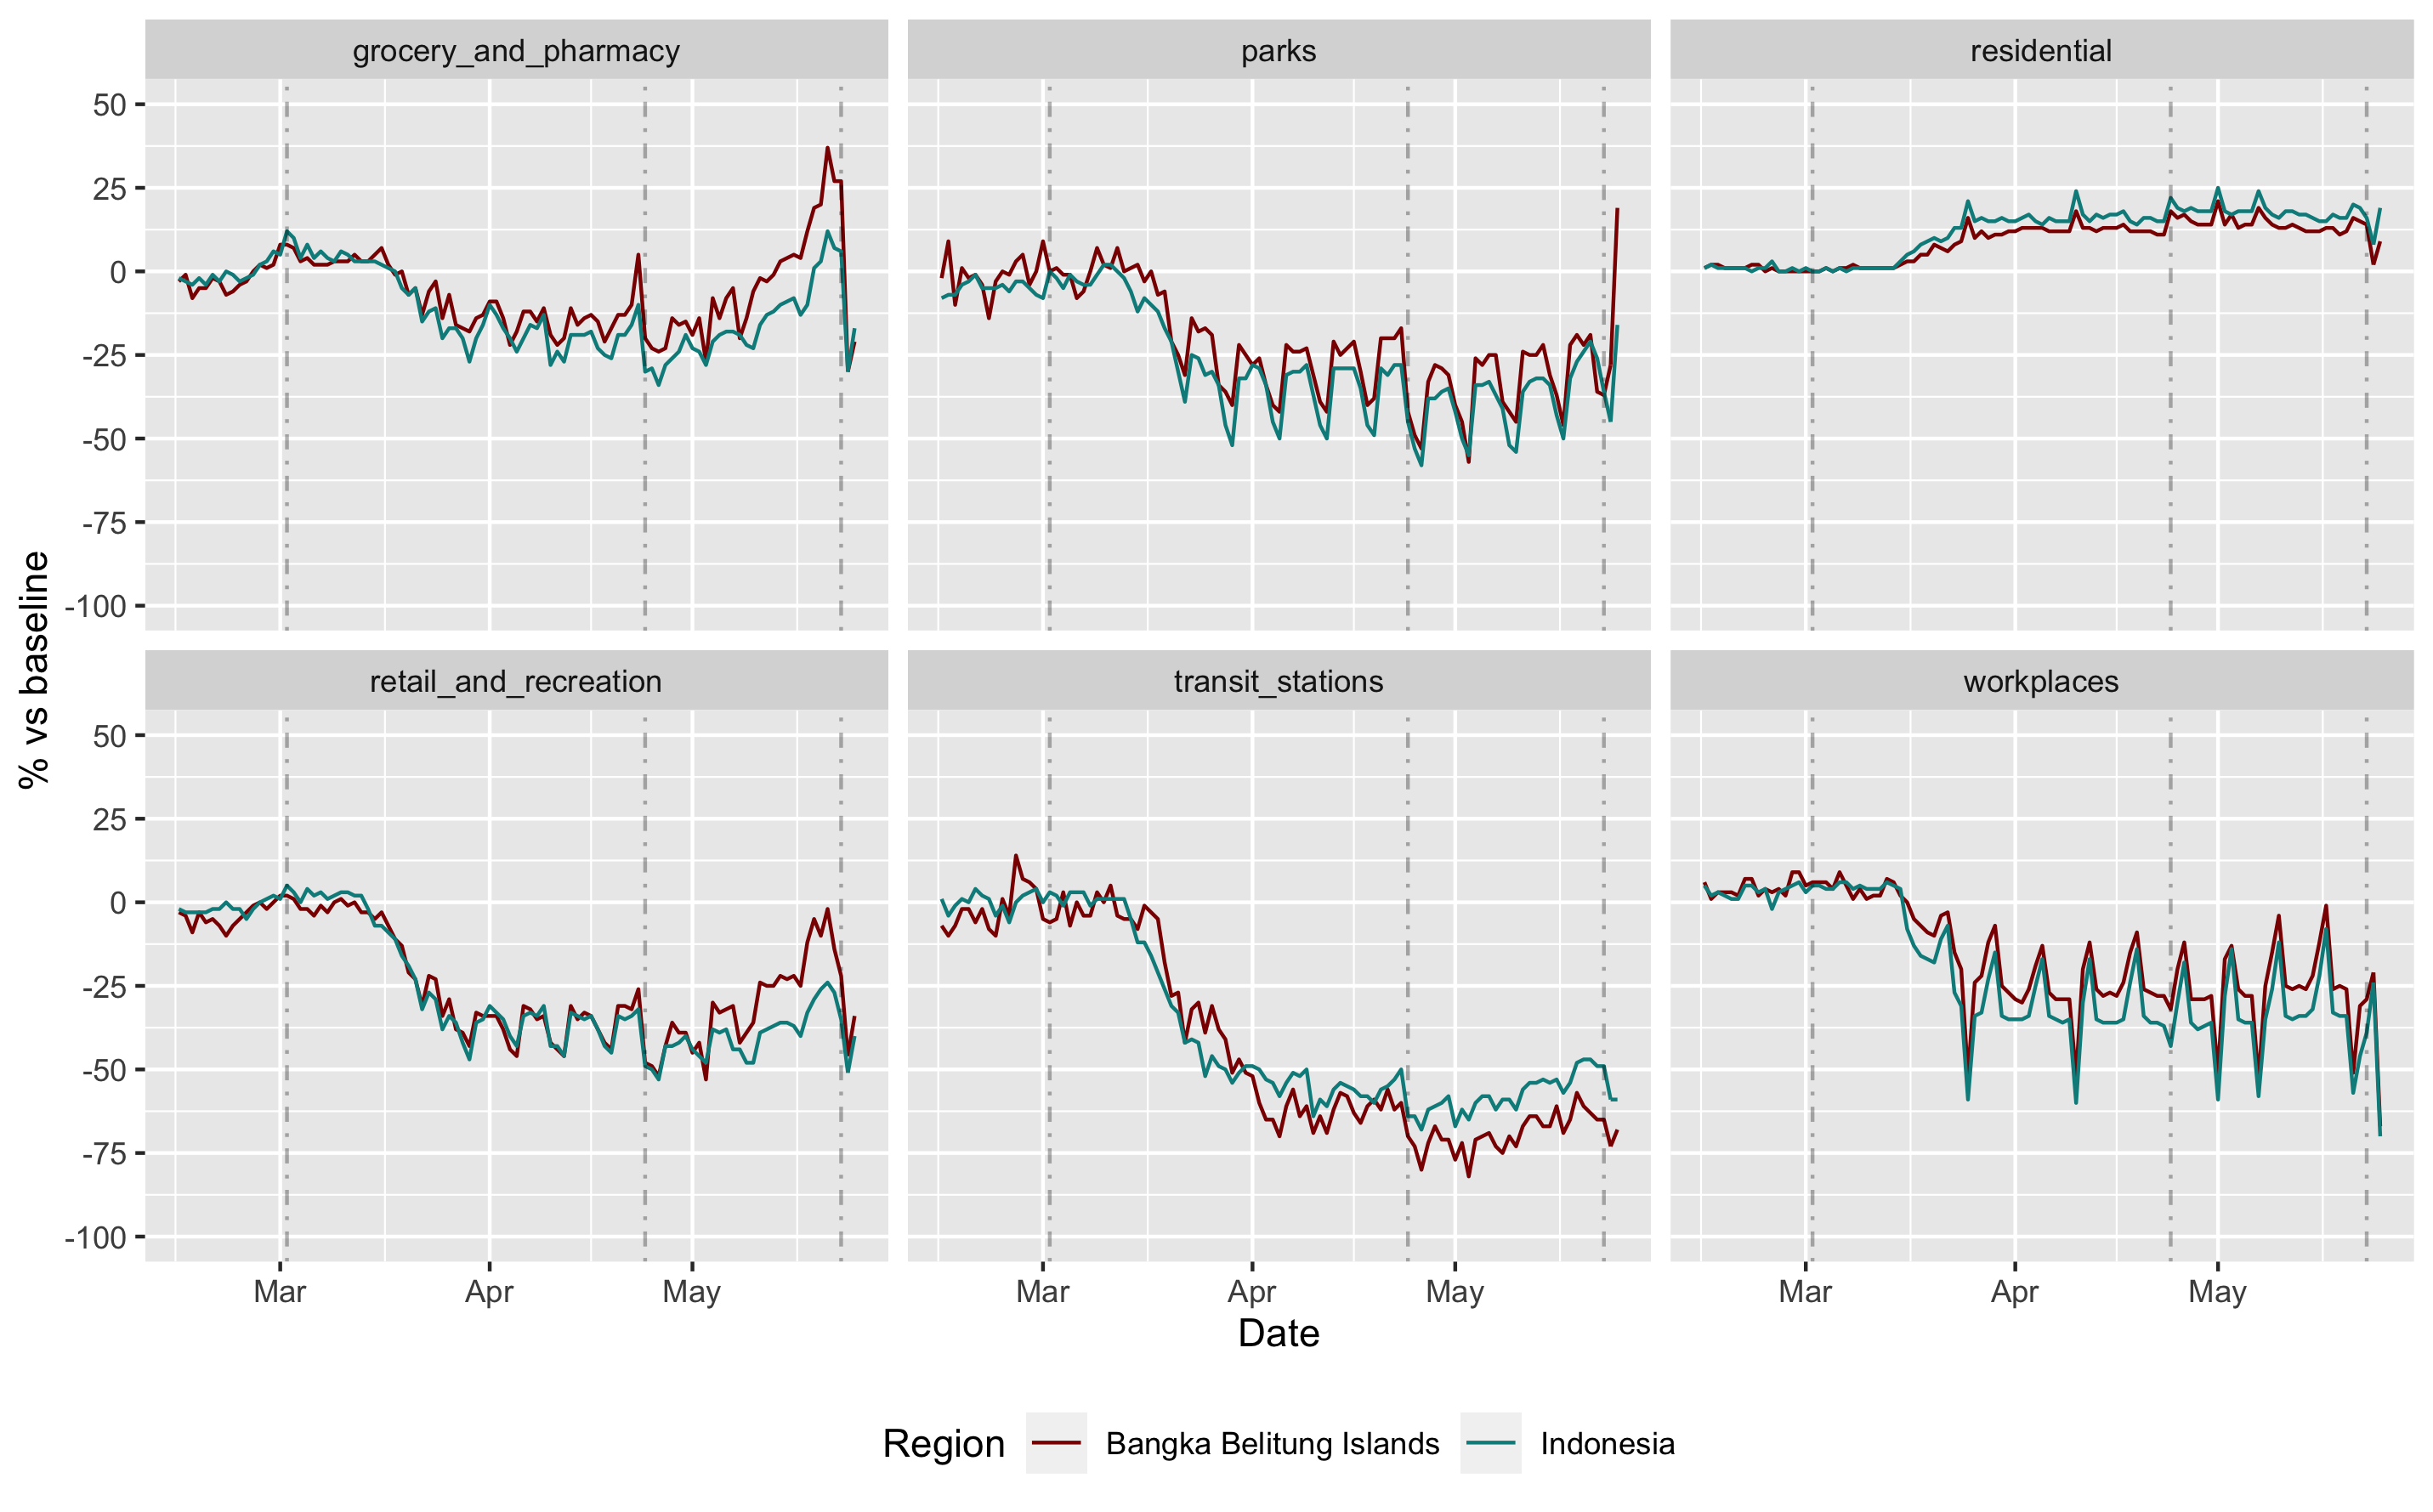 grocery_and_pharmacy
parks
residential
50
25
0
-25
-50
-75
-100
% vs baseline
retail_and_recreation
transit_stations
workplaces
50
25
0
-25
-50
-75
-100
Mar Apr May
Mar Apr May
Mar Apr May
Date
Region Bangka Belitung Islands Indonesia